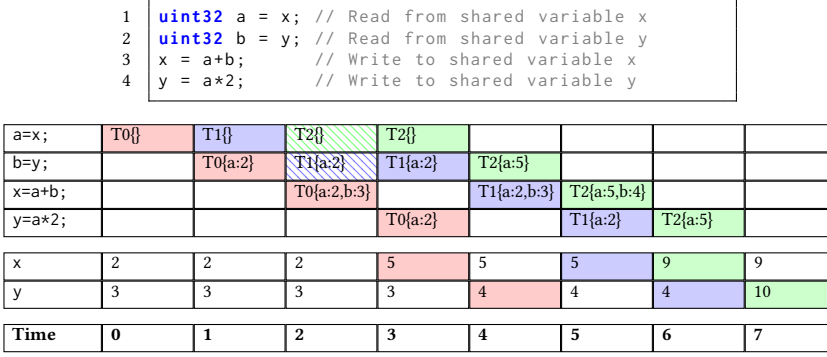 1 uint32 a = x; // Read from shared variable x
2 uint32 b = y; // Read from shared variable y
3 x = a+b; // Write to shared variable x
4 y = a*2; // Write to shared variable y
a=x; T0{} T1{} T2{} T2{}
b=y; T0{a:2} T1{a:2} T1{a:2} T2{a:5}
x=a+b; T0{a:2,b:3} T1{a:2,b:3} T2{a:5,b:4}
y=a*2; T0{a:2} T1{a:2} T2{a:5}
x 2 2 2 5 5 5 9 9
y 3 3 3 3 4 4 4 10
Time 0 1 2 3 4 5 6 7